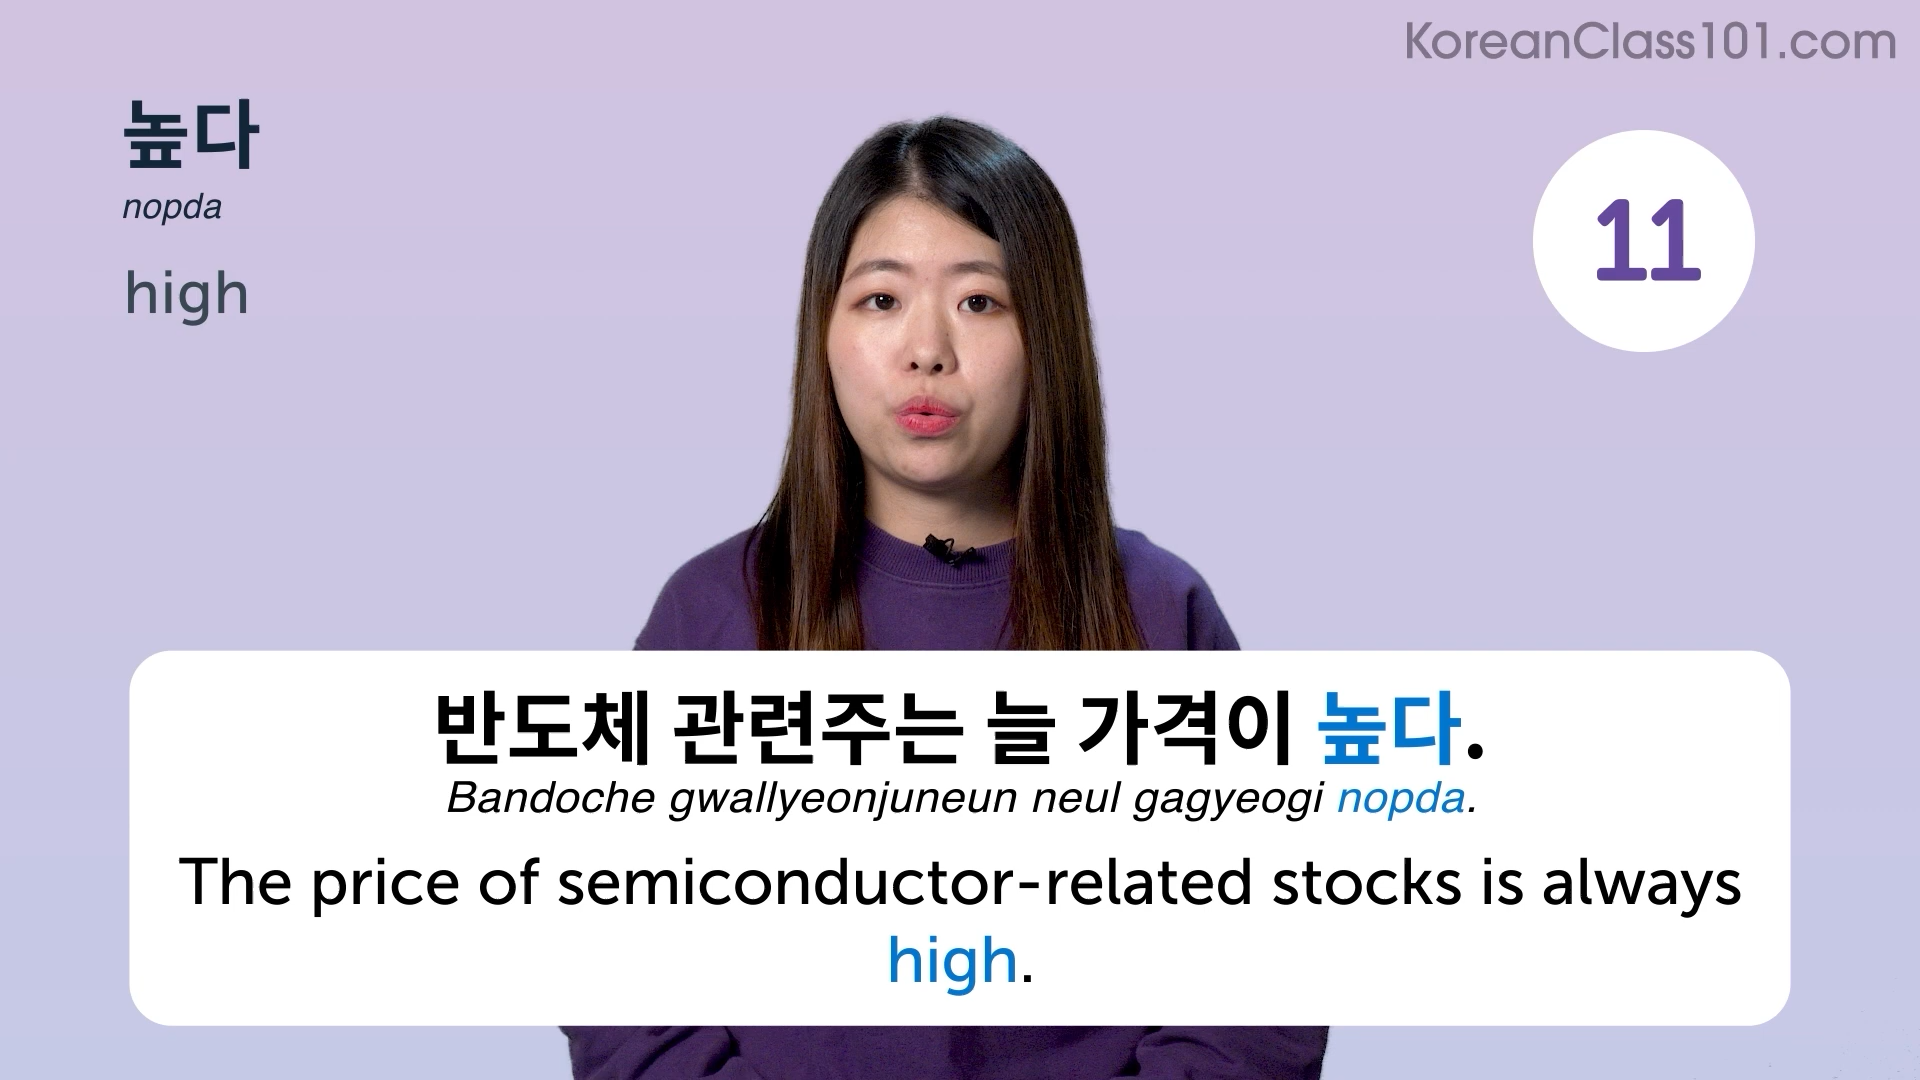 KoreanClass101.com
높다
nopda
high
11
반도체 관련주는 늘 가격이 높다.
Bandoche gwallyeonjuneun neul gagyeogi nopda.
The price of semiconductor-related stocks is always
high.